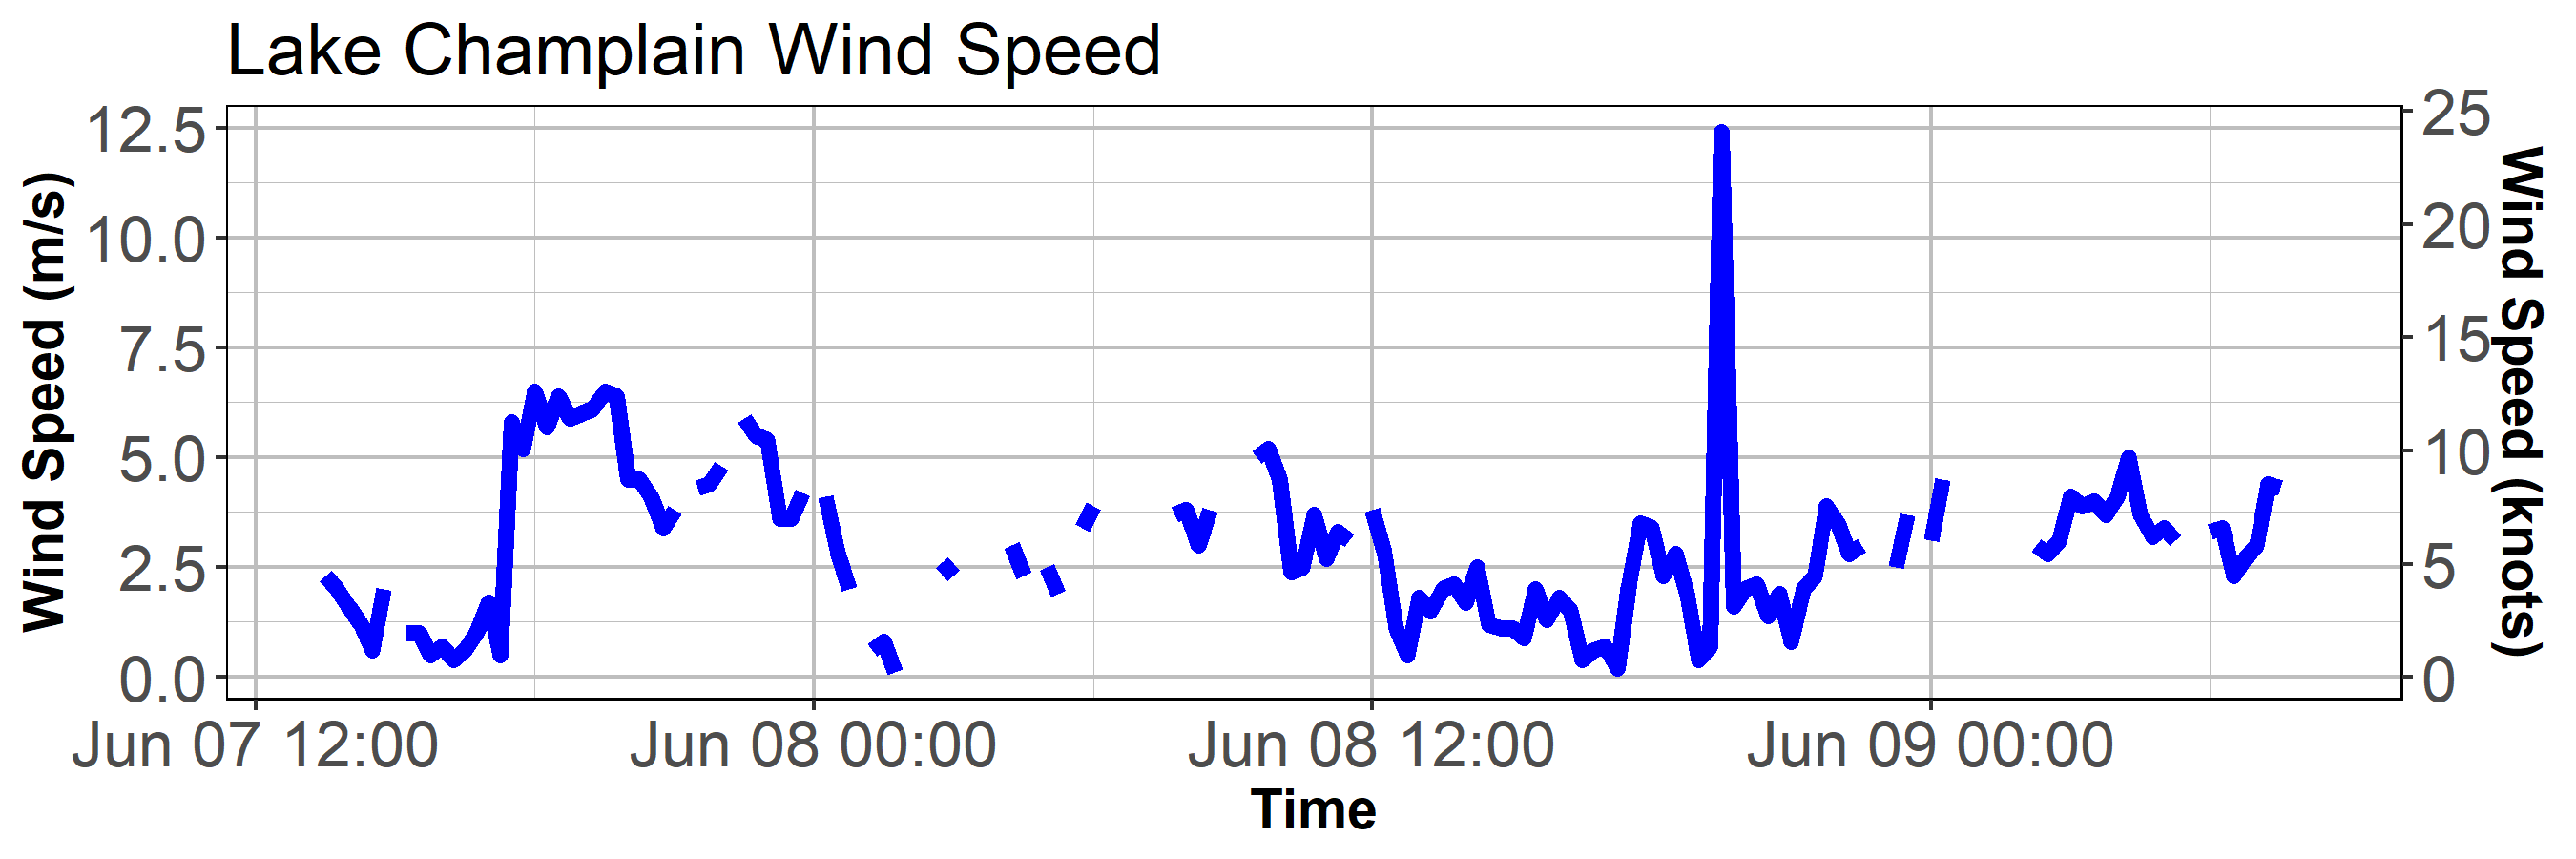 Lake Champlain Wind Speed
Wind Speed (m/s)
12.5
10.0
7.5
5.0
2.5
0.0
25
20
15
10
5
0
Wind Speed (knots)
Jun 07 12:00 Jun 08 00:00 Jun 08 12:00 Jun 09 00:00
Time